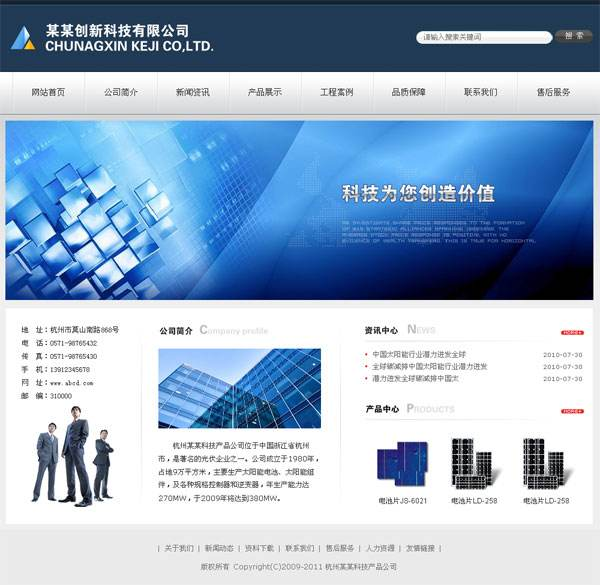 某某创新科技有限公司
CHUNAGXIN KEJI CO,LTD.
请输入搜索关键词
搜 索
网站首页 公司简介 新闻资讯 产品展示 工程案例 品质保障 联系我们 售后服务
科技为您创造价值
地 址：杭州市莫山南路868号
电 话：0571-98765432
传 真：0571-98765430
手 机：13912345678
网 址：www.abcd.com
邮 编：310000
公司简介 Company profile
杭州某某科技产品公司位于中国浙江省杭州
市，是著名的光伏企业之一。公司成立于1980年，
占地9万平方米，主要生产太阳能电池、太阳能组
件，及各种规格控制器和逆变器，年生产能力达
270MW，于2009年将达到380MW。
资讯中心 NEWS
MORE
中国太阳能行业潜力进发全球 2010-07-30
全球碳减排中国太阳能行业潜力进发 2010-07-30
潜力进发全球碳减排中国太 2010-07-30
产品中心 PRODUCTS
MORE
电池片JS-6021 电池片LD-258 电池片LD-258
| 关于我们 | 新闻动态 | 资料下载 | 联系我们 | 售后服务 | 人力资源 | 友情链接 |
版权所有 Copyright(C)2009-2011 杭州某某科技产品公司